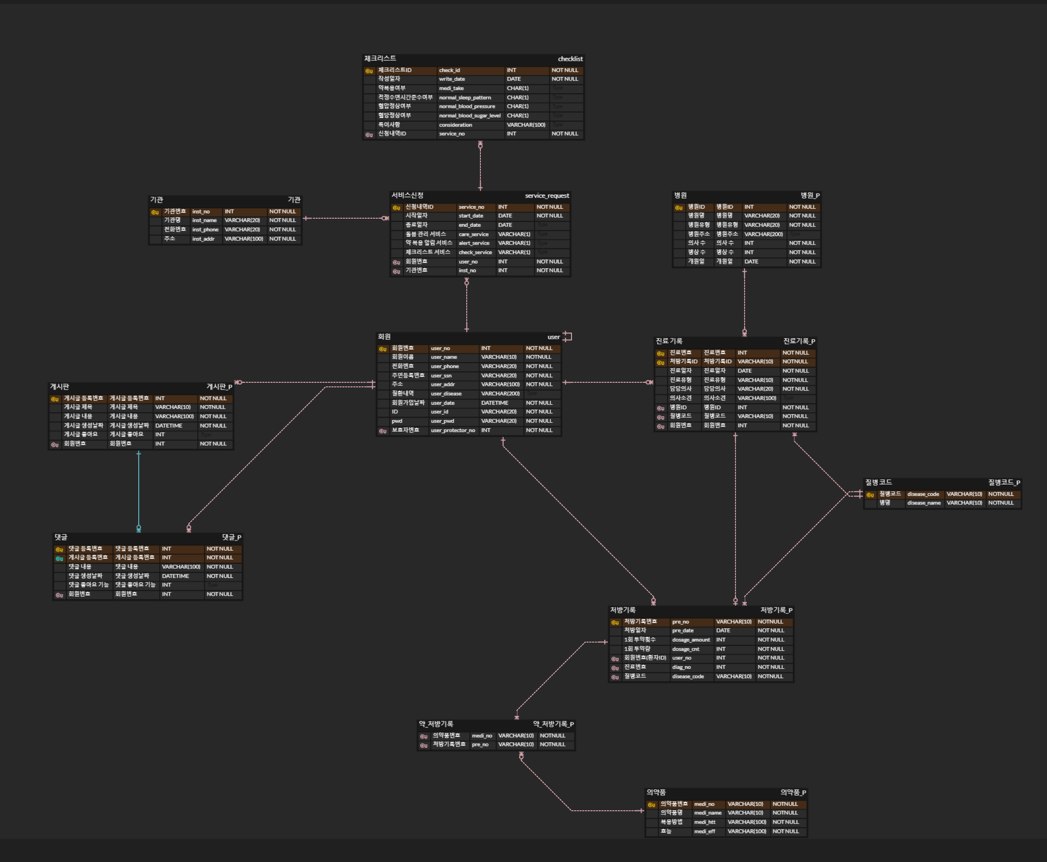 체크리스트 checklist
체크리스트ID check_id INT NOT NULL
작성일자 write_date DATE NOT NULL
약복용여부 medi_take CHAR(1)
적정수면시간준수여부 normal_sleep_pattern CHAR(1)
혈압정상여부 normal_blood_pressure CHAR(1)
혈당정상여부 normal_blood_sugar_level CHAR(1)
특이사항 consideration VARCHAR(100)
신청내역ID service_no INT NOT NULL
기관 기관
기관번호 inst_no INT NOT NULL
기관명 inst_name VARCHAR(20) NOT NULL
전화번호 inst_phone VARCHAR(20) NOT NULL
주소 inst_addr VARCHAR(100) NOT NULL
서비스신청 service_request
신청내역ID service_no INT NOT NULL
시작일자 start_date DATE NOT NULL
종료일자 end_date DATE
돌봄 관리 서비스 care_service VARCHAR(1)
약 복용 알림 서비스 alert_service VARCHAR(1)
체크리스트 서비스 check_service VARCHAR(1)
회원번호 user_no INT NOT NULL
기관번호 inst_no INT NOT NULL
병원 병원_P
병원ID 병원ID INT NOT NULL
병원명 병원명 VARCHAR(20) NOT NULL
병원유형 병원유형 VARCHAR(20) NOT NULL
병원주소 병원주소 VARCHAR(200)
의사 수 의사 수 INT NOT NULL
병상 수 병상 수 INT NOT NULL
개원일 개원일 DATE NOT NULL
회원 user
회원번호 user_no INT NOT NULL
회원이름 user_name VARCHAR(10) NOT NULL
전화번호 user_phone VARCHAR(20) NOT NULL
주민등록번호 user_ssn VARCHAR(20) NOT NULL
주소 user_addr VARCHAR(100) NOT NULL
질환내역 user_disease VARCHAR(200)
회원가입날짜 user_date DATETIME NOT NULL
ID user_id VARCHAR(20) NOT NULL
pwd user_pwd VARCHAR(20) NOT NULL
보호자번호 user_protector_no INT NOT NULL
진료 기록 진료기록_P
진료번호 진료번호 INT NOT NULL
처방기록ID 처방기록ID VARCHAR(10) NOTNULL
진료일자 진료일자 DATE NOT NULL
진료유형 진료유형 VARCHAR(10) NOTNULL
담당의사 담당의사 VARCHAR(20) NOT NULL
의사소견 의사소견 VARCHAR(100)
병원ID 병원ID INT NOT NULL
질병코드 질병코드 VARCHAR(10) NOTNULL
회원번호 회원번호 INT NOT NULL
게시판 게시판_P
게시글 등록번호 게시글 등록번호 INT NOT NULL
게시글 제목 게시글 제목 VARCHAR(10) NOTNULL
게시글 내용 게시글 내용 VARCHAR(100) NOT NULL
게시글 생성날짜 게시글 생성날짜 DATETIME NOT NULL
게시글 좋아요 게시글 좋아요 INT
회원번호 회원번호 INT NOT NULL
질병 코드 질병코드_P
질병코드 disease_code VARCHAR(10) NOTNULL
병명 disease_name VARCHAR(10) NOT NULL
댓글 댓글_P
댓글 등록번호 댓글 등록번호 INT NOT NULL
게시글 등록번호 게시글 등록번호 INT NOT NULL
댓글 내용 댓글 내용 VARCHAR(100) NOT NULL
댓글 생성날짜 댓글 생성날짜 DATETIME NOT NULL
댓글 좋아요 기능 댓글 좋아요 기능 INT
회원번호 회원번호 INT NOT NULL
처방기록 처방기록_P
처방기록번호 pre_no VARCHAR(10) NOTNULL
처방일자 pre_date DATE NOT NULL
1회 투약횟수 dosage_amount INT NOT NULL
1회 투약량 dosage_cnt INT NOT NULL
회원번호(환자ID) user_no INT NOT NULL
진료번호 diag_no INT NOT NULL
질병코드 disease_code VARCHAR(10) NOTNULL
약_처방기록 약_처방기록_P
의약품번호 medi_no VARCHAR(10) NOTNULL
처방기록번호 pre_no VARCHAR(10) NOTNULL
의약품 의약품_P
의약품번호 medi_no VARCHAR(10) NOTNULL
의약품명 medi_name VARCHAR(10) NOT NULL
복용방법 medi_htt VARCHAR(100) NOT NULL
효능 medi_eff VARCHAR(100) NOT NULL